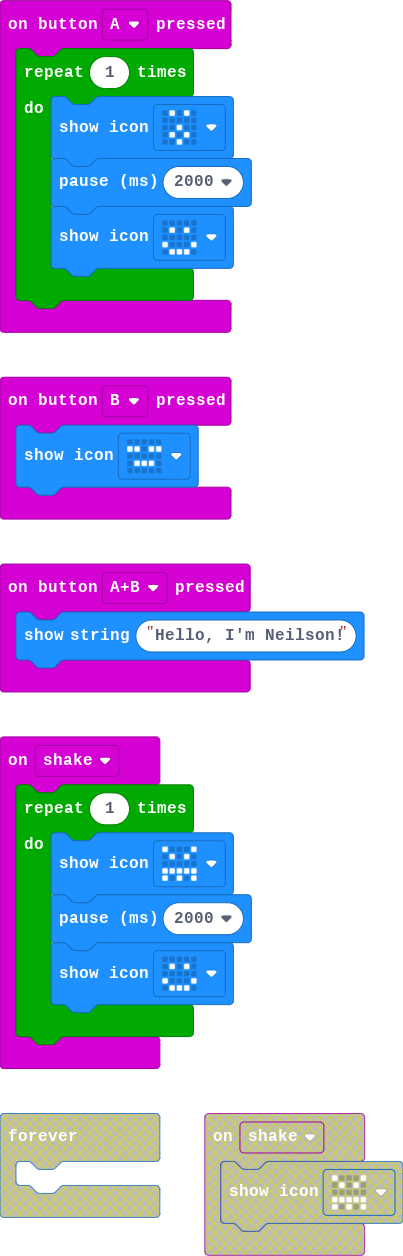 on button A pressed
repeat 1 times
do
show icon
pause (ms) 2000
show icon
on button B pressed
show icon
on button A+B pressed
show string "Hello, I'm Neilson!"
on shake
repeat 1 times
do
show icon
pause (ms) 2000
show icon
forever
on shake
show icon